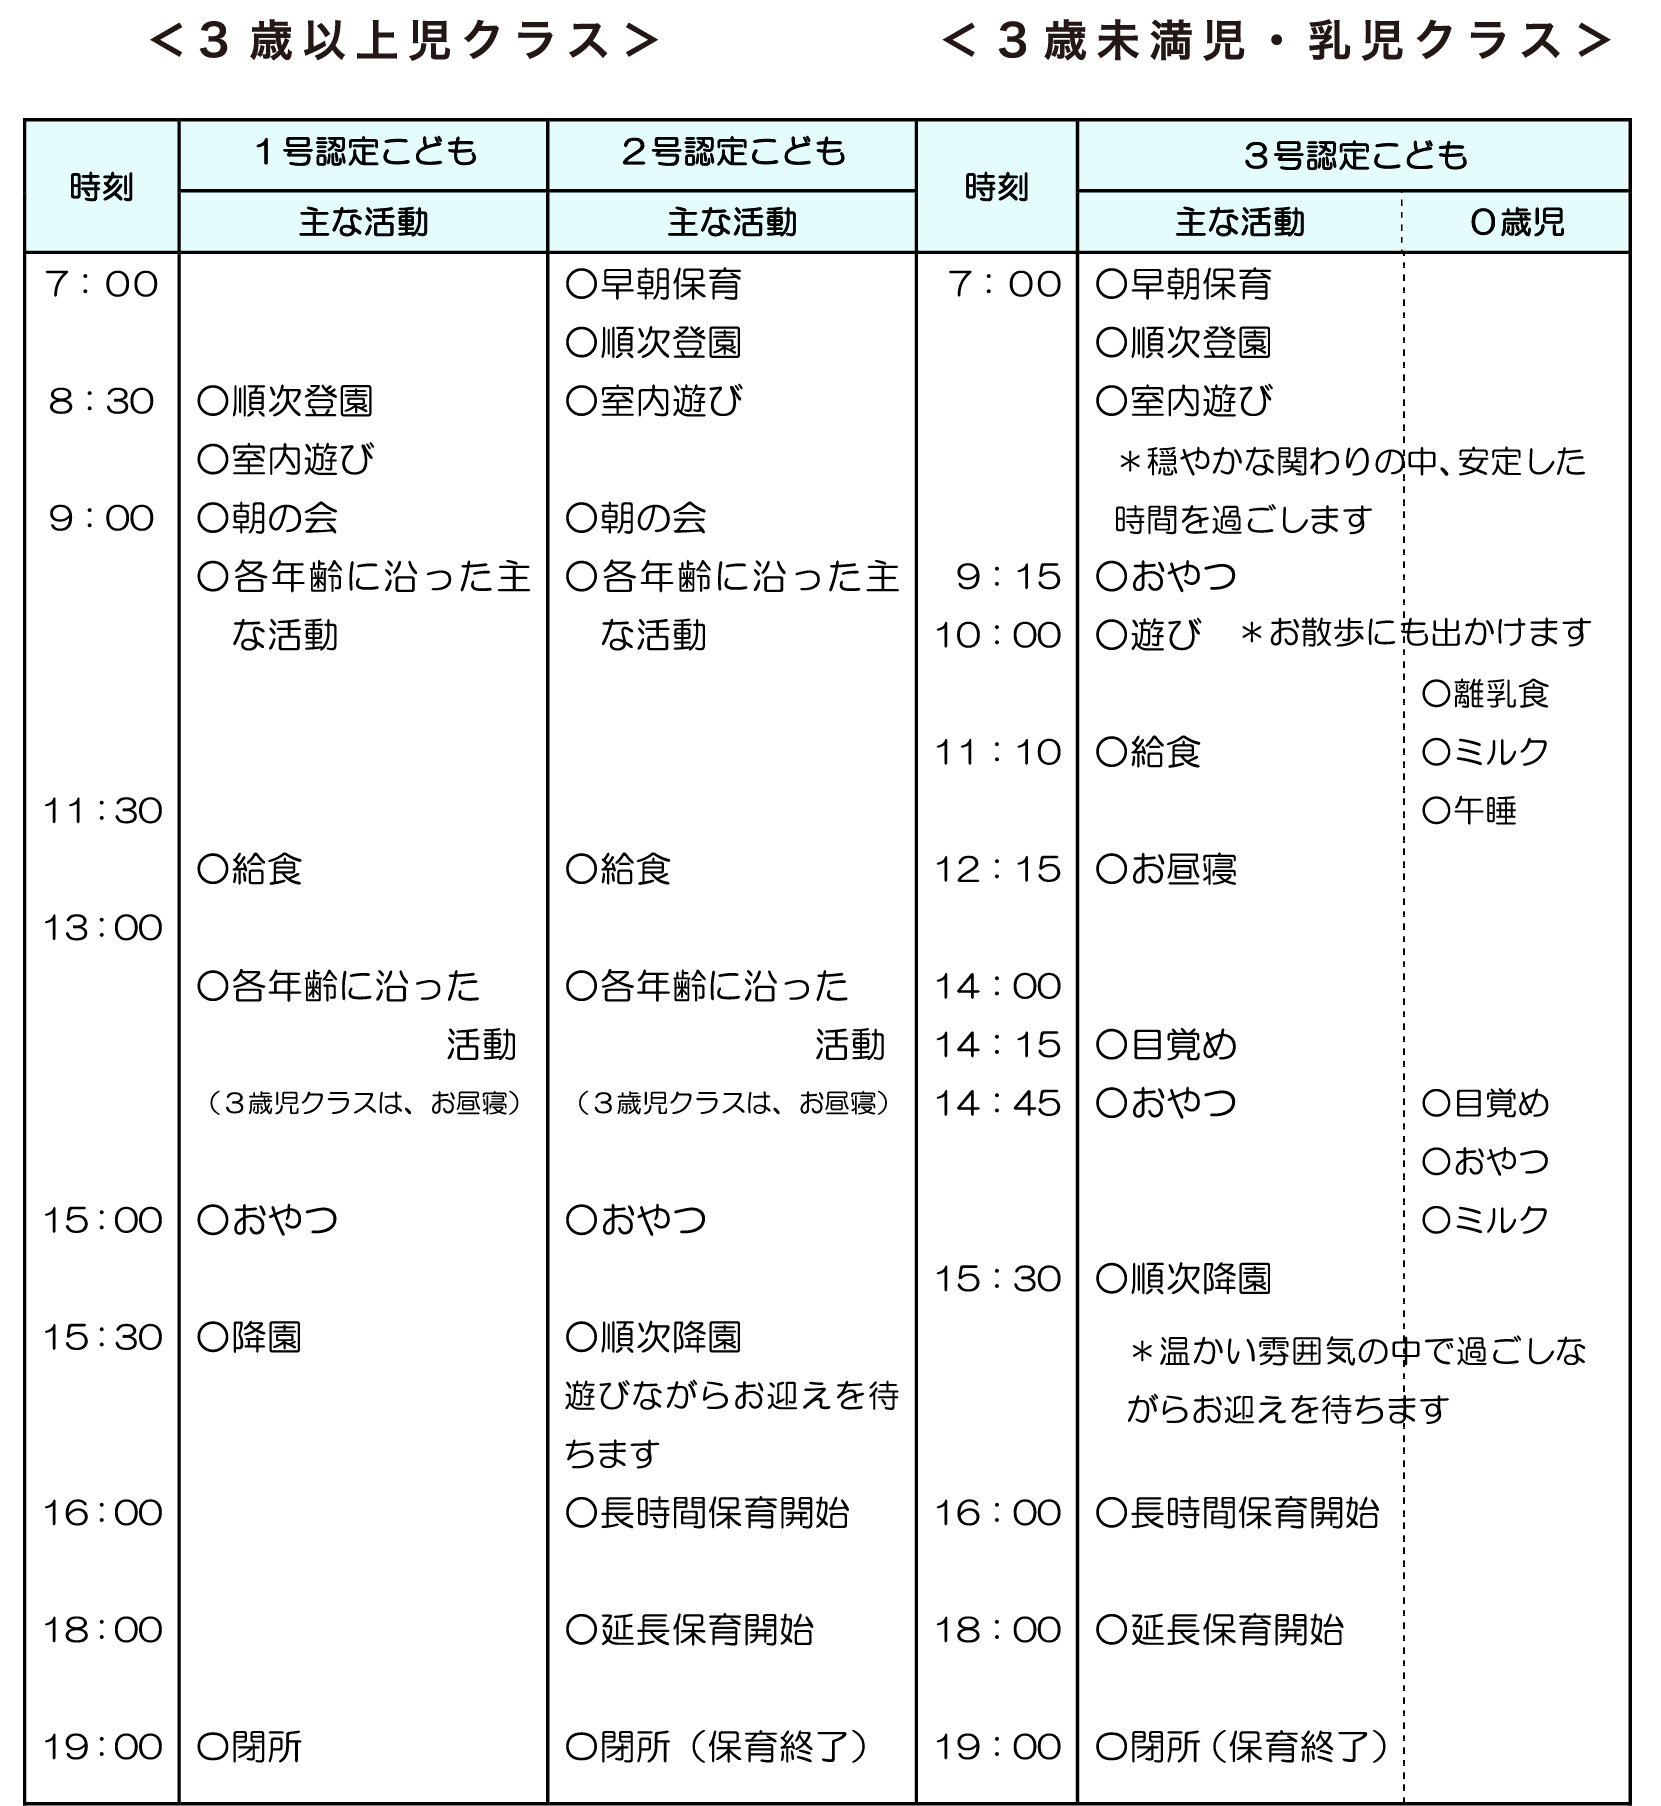 ＜３歳以上児クラス＞ ＜３歳未満児・乳児クラス＞
時刻 １号認定こども ２号認定こども 時刻 ３号認定こども
主な活動 主な活動 主な活動 ０歳児
７：００ ○早朝保育 ７：００ ○早朝保育
○順次登園 ○順次登園
８：３０ ○順次登園 ○室内遊び ○室内遊び
○室内遊び ＊穏やかな関わりの中、安定した
９：００ ○朝の会 ○朝の会 時間を過ごします
○各年齢に沿った主 ○各年齢に沿った主 ９：１５ ○おやつ
な活動 な活動 １０：００ ○遊び ＊お散歩にも出かけます
○離乳食
１１：１０ ○給食 ○ミルク
１１：３０ ○午睡
○給食 ○給食 １２：１５ ○お昼寝
１３：００
○各年齢に沿った ○各年齢に沿った １４：００
活動 活動 １４：１５ ○目覚め
（３歳児クラスは、お昼寝） （３歳児クラスは、お昼寝） １４：４５ ○おやつ ○目覚め
○おやつ
１５：００ ○おやつ ○おやつ ○ミルク
１５：３０ ○順次降園
１５：３０ ○降園 ○順次降園 ＊温かい雰囲気の中で過ごしな
遊びながらお迎えを待 がらお迎えを待ちます
ちます
１６：００ ○長時間保育開始 １６：００ ○長時間保育開始
１８：００ ○延長保育開始 １８：００ ○延長保育開始
１９：００ ○閉所 ○閉所（保育終了） １９：００ ○閉所（保育終了）